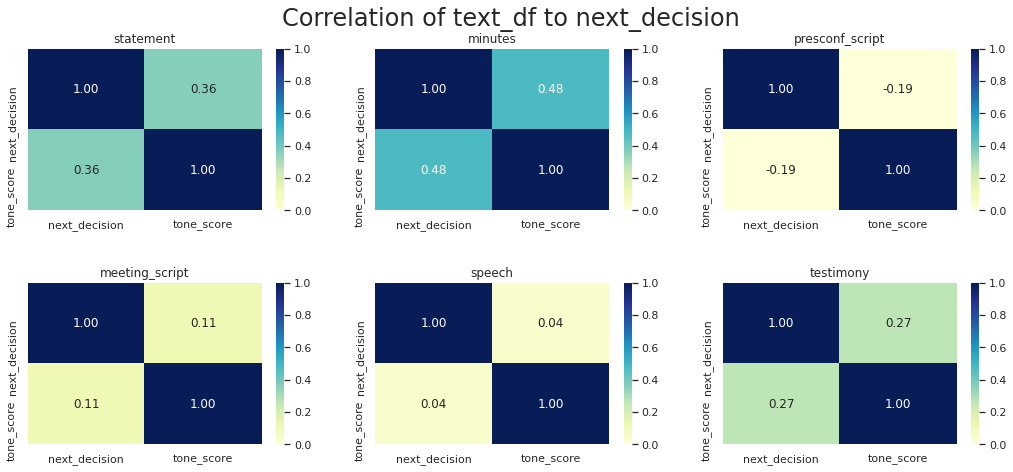 Correlation of text_df to next_decision
statement
1.00 0.36
0.36 1.00
next_decision
tone_score
next_decision tone_score
1.0
0.8
0.6
0.4
0.2
0.0
minutes
1.00 0.48
0.48 1.00
next_decision
tone_score
next_decision tone_score
1.0
0.8
0.6
0.4
0.2
0.0
presconf_script
1.00 -0.19
-0.19 1.00
next_decision
tone_score
next_decision tone_score
1.0
0.8
0.6
0.4
0.2
0.0
meeting_script
1.00 0.11
0.11 1.00
next_decision
tone_score
next_decision tone_score
1.0
0.8
0.6
0.4
0.2
0.0
speech
1.00 0.04
0.04 1.00
next_decision
tone_score
next_decision tone_score
1.0
0.8
0.6
0.4
0.2
0.0
testimony
1.00 0.27
0.27 1.00
next_decision
tone_score
next_decision tone_score
1.0
0.8
0.6
0.4
0.2
0.0